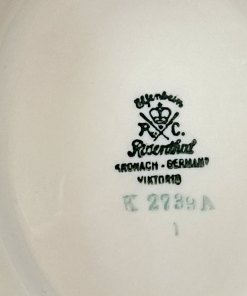 Elfenbein
R. C.
Rosenthal
KRONACH - GERMANY
VIKTORIA
K 2739 A
1